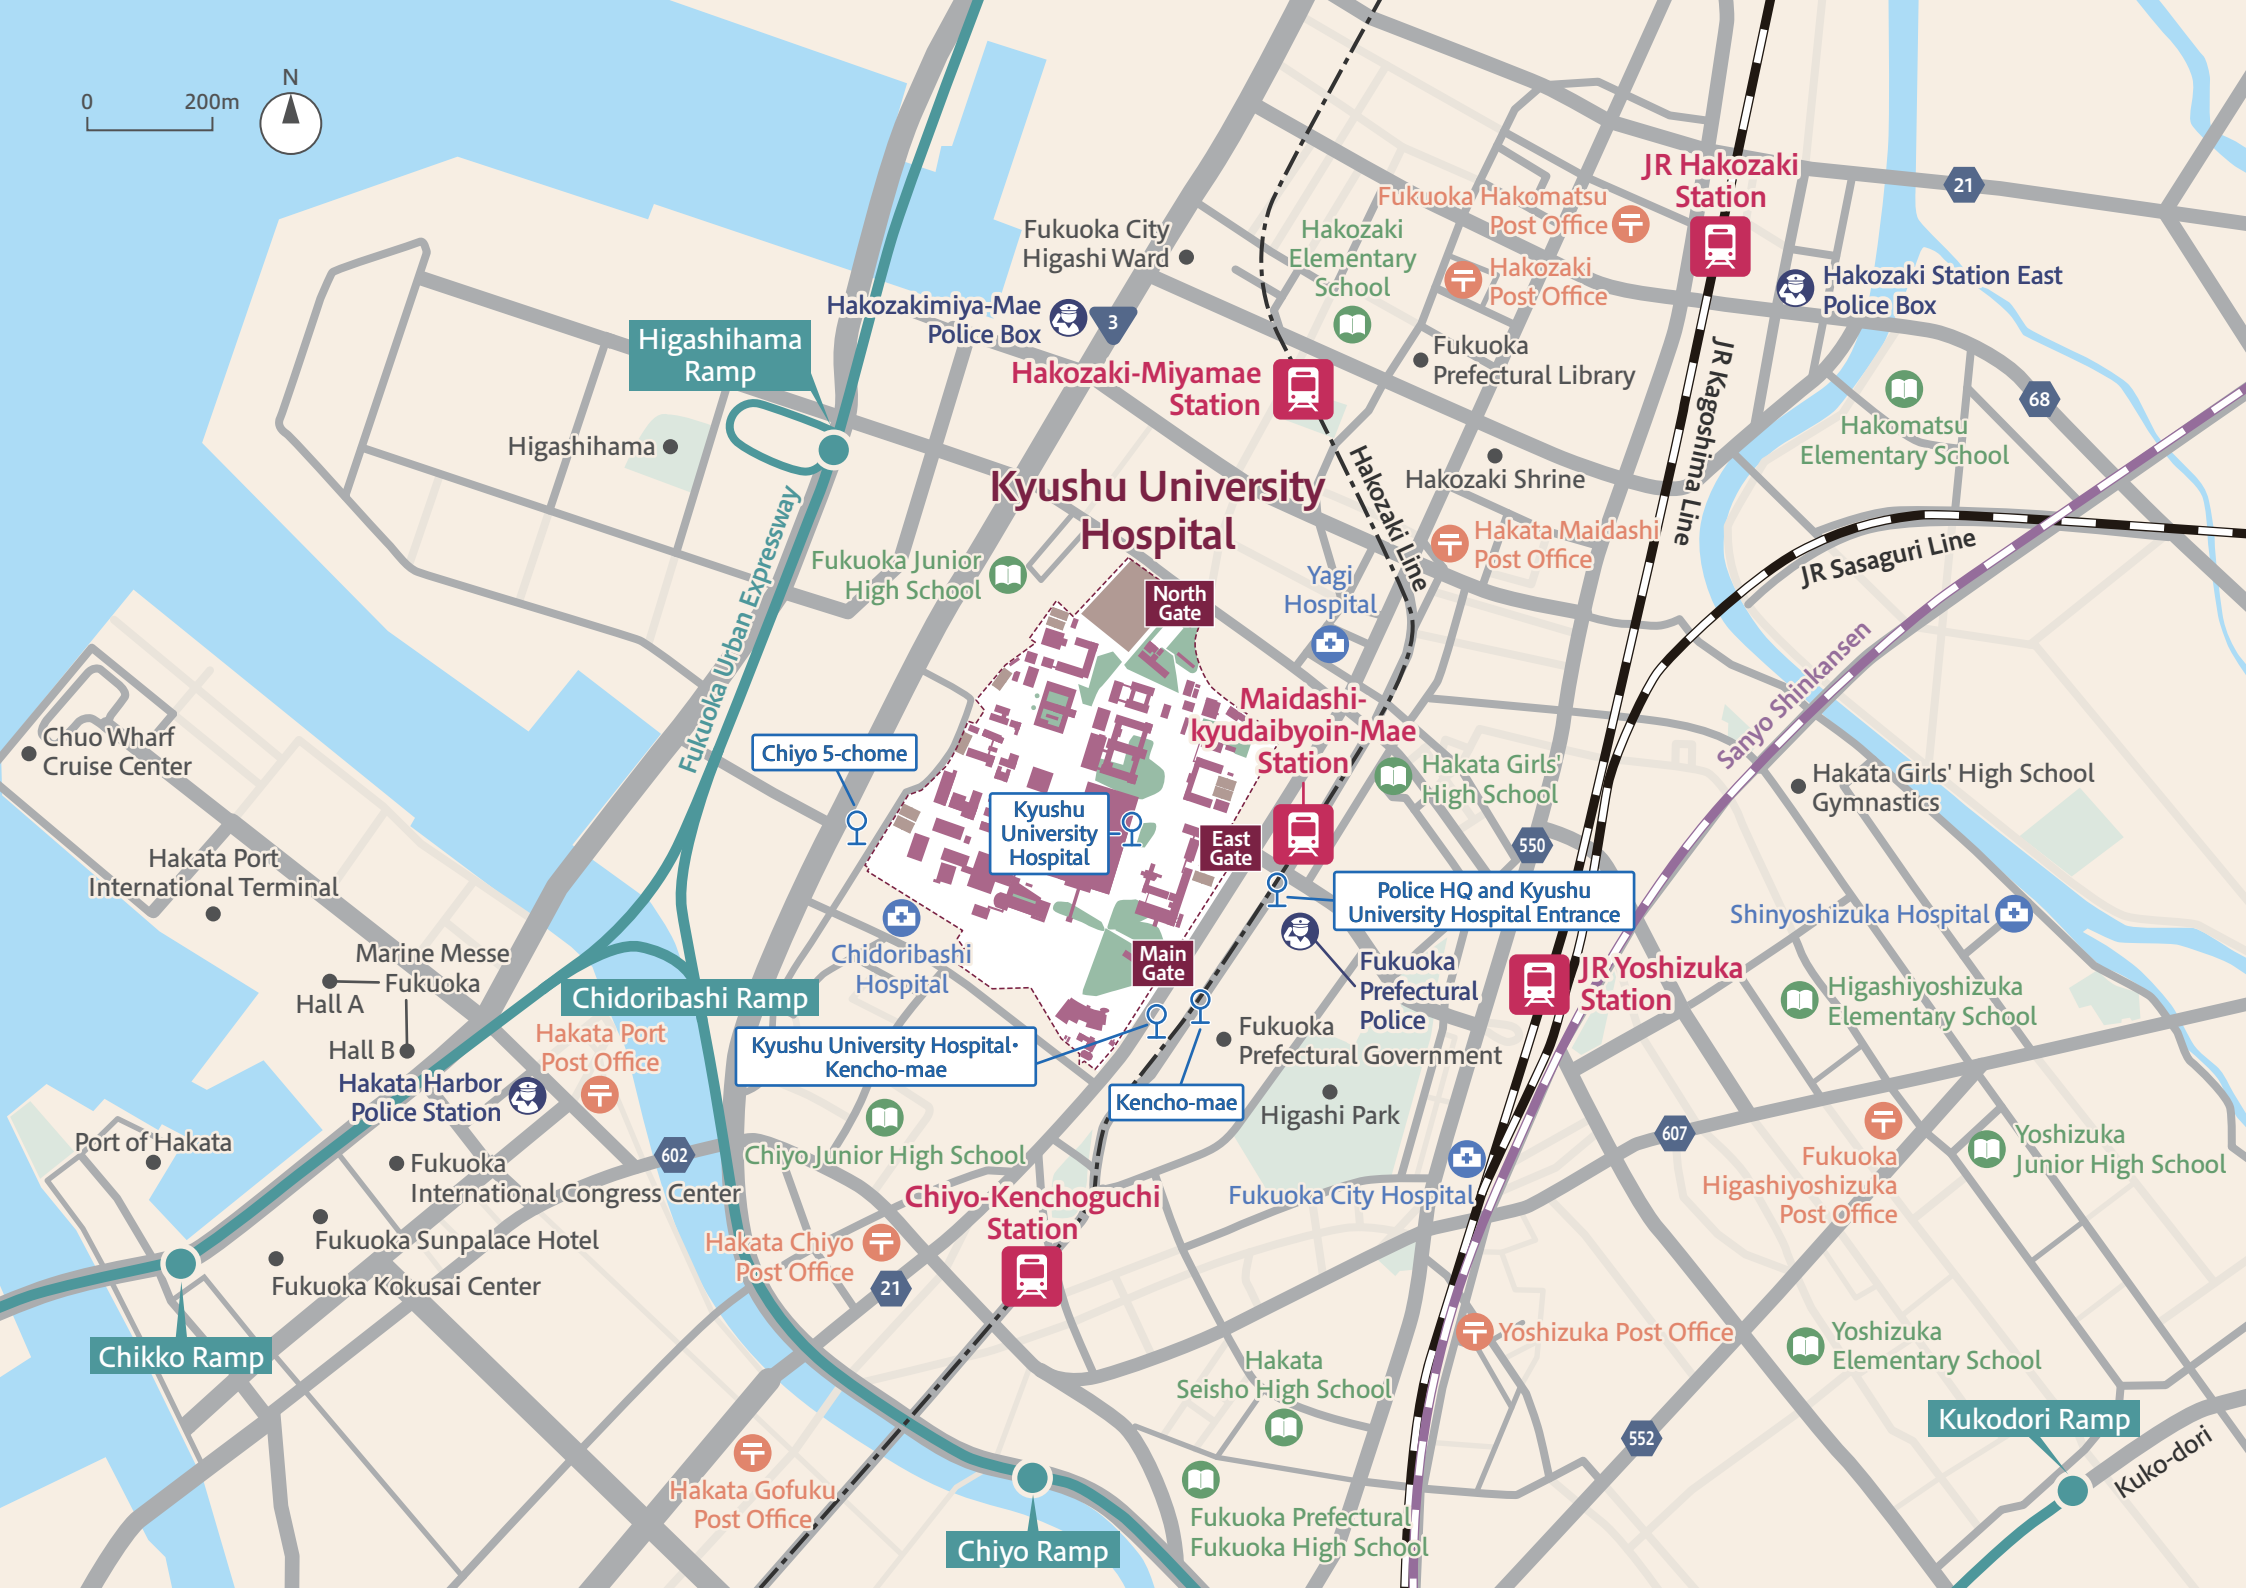 N
0 200m
JR Hakozaki
Station
21
Fukuoka Hakomatsu
Post Office
Fukuoka City
Higashi Ward
Hakozaki
Elementary
School
Hakozaki
Post Office
Hakozaki Station East
Police Box
Hakozakimiya-Mae
Police Box
3
Higashihama
Ramp
Fukuoka
Prefectural Library
JR Kagoshima Line
Hakozaki-Miyamae
Station
68
Hakomatsu
Elementary School
Higashihama
Kyushu University
Hospital
Hakozaki Line
Hakozaki Shrine
Hakata Maidashi
Post Office
JR Sasaguri Line
Fukuoka Urban Expressway
Fukuoka Junior
High School
North
Gate
Yagi
Hospital
Sanyo Shinkansen
Maidashi-
kyudaibyoin-Mae
Station
Chuo Wharf
Cruise Center
Chiyo 5-chome
Hakata Girls'
High School
Hakata Girls' High School
Gymnastics
Kyushu
University
Hospital
East
Gate
550
Hakata Port
International Terminal
Police HQ and Kyushu
University Hospital Entrance
Shinyoshizuka Hospital
Marine Messe
Fukuoka
Hall A
Hall B
Chidoribashi
Hospital
Main
Gate
Fukuoka
Prefectural
Police
JR Yoshizuka
Station
Higashiyoshizuka
Elementary School
Chidoribashi Ramp
Hakata Port
Post Office
Kyushu University Hospital・
Kencho-mae
Fukuoka
Prefectural Government
Hakata Harbor
Police Station
Kencho-mae
Higashi Park
Port of Hakata
602
Chiyo Junior High School
607
Fukuoka
Higashiyoshizuka
Post Office
Yoshizuka
Junior High School
Fukuoka
International Congress Center
Chiyo-Kenchoguchi
Station
Fukuoka City Hospital
Fukuoka Sunpalace Hotel
Fukuoka Kokusai Center
Hakata Chiyo
Post Office
21
Chikko Ramp
Yoshizuka Post Office
Yoshizuka
Elementary School
Hakata
Seisho High School
Kukodori Ramp
552
Kuko-dori
Hakata Gofuku
Post Office
Fukuoka Prefectural
Fukuoka High School
Chiyo Ramp